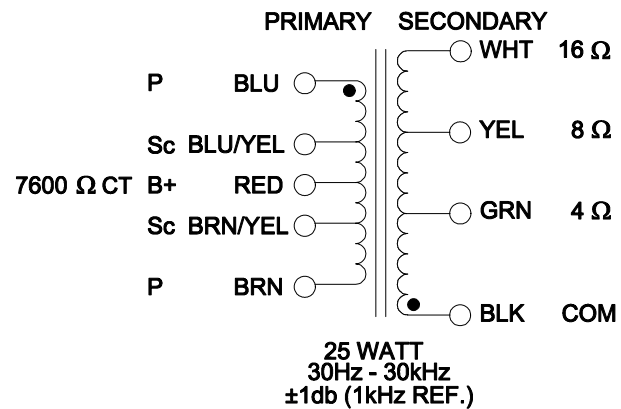 PRIMARY SECONDARY
WHT 16 Ω
P BLU
YEL 8 Ω
Sc BLU/YEL
7600 Ω CT B+ RED
GRN 4 Ω
Sc BRN/YEL
P BRN
BLK COM
25 WATT
30Hz - 30kHz
±1db (1kHz REF.)